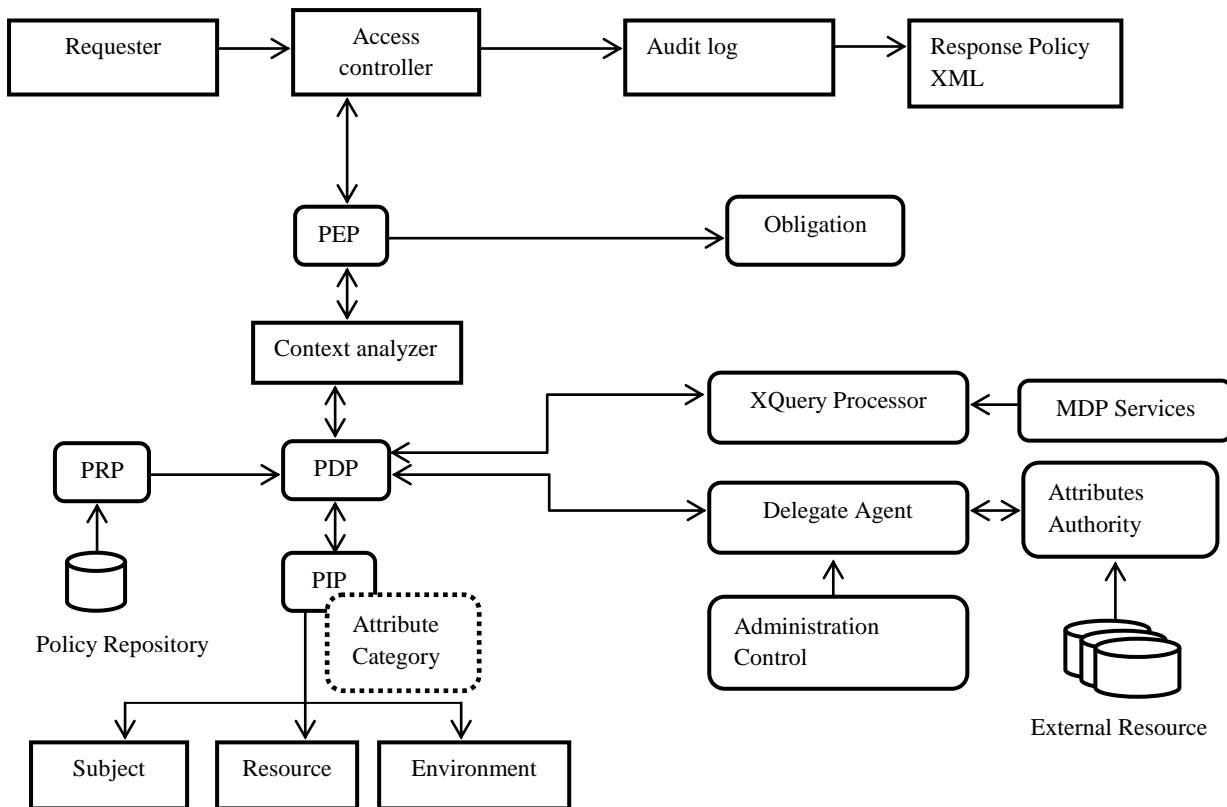 Requester
Access
controller
Audit log
Response Policy
XML
PEP
Obligation
Context analyzer
XQuery Processor
MDP Services
PRP
PDP
Delegate Agent
Attributes
Authority
PIP
Attribute
Category
Policy Repository
Administration
Control
External Resource
Subject
Resource
Environment